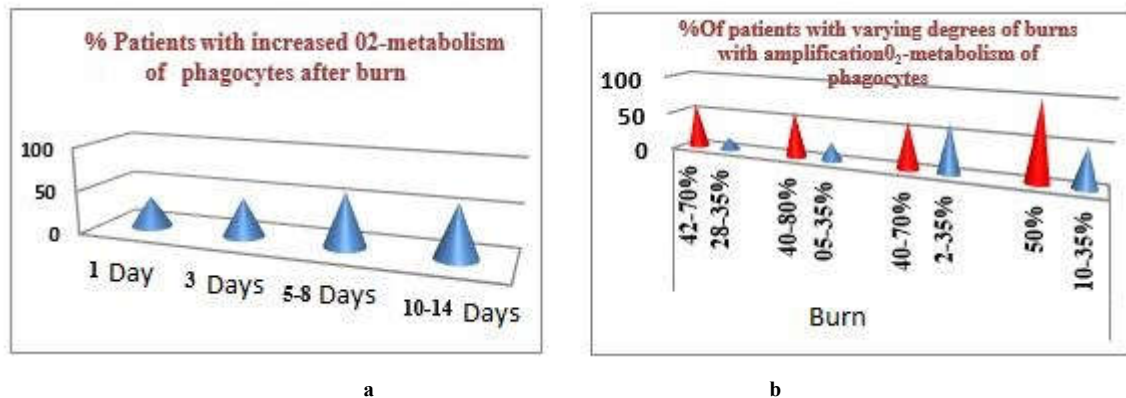 % Patients with increased 02-metabolism
of phagocytes after burn
100
50
0
1 Day
3 Days
5-8 Days
10-14 Days
a
%Of patients with varying degrees of burns
with amplification0₂-metabolism of
phagocytes
100
50
0
42-70%
28-35%
40-80%
05-35%
40-70%
2-35%
50%
10-35%
Burn
b